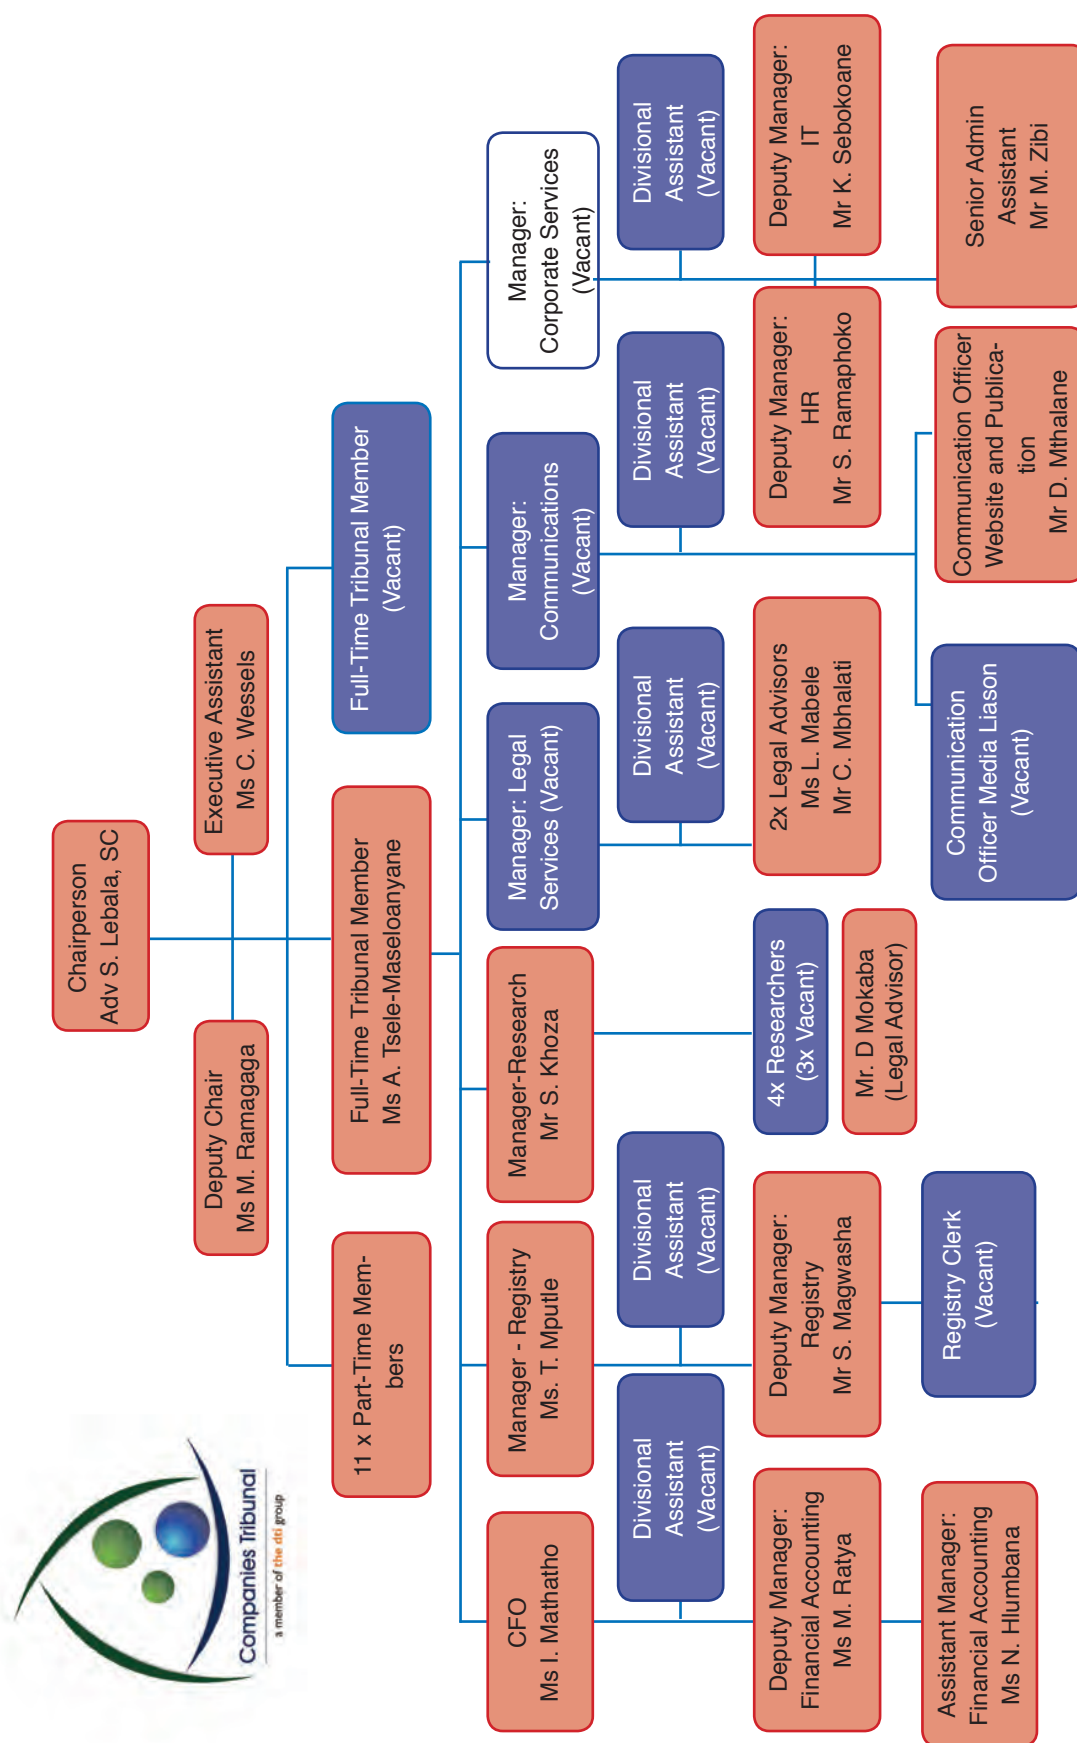 Companies Tribunal
a member of the dti group
Chairperson
Adv S. Lebala, SC
Deputy Chair
Ms M. Ramagaga
Executive Assistant
Ms C. Wessels
11 x Part-Time Mem-
bers
Full-Time Tribunal Member
Ms A. Tsele-Maseloanyane
Full-Time Tribunal Member
(Vacant)
CFO
Ms I. Mathatho
Manager - Registry
Ms. T. Mputle
Manager-Research
Mr S. Khoza
Manager: Legal
Services (Vacant)
Manager:
Communications
(Vacant)
Manager:
Corporate Services
(Vacant)
Divisional
Assistant
(Vacant)
Divisional
Assistant
(Vacant)
Divisional
Assistant
(Vacant)
Divisional
Assistant
(Vacant)
Divisional
Assistant
(Vacant)
Deputy Manager:
Financial Accounting
Ms M. Ratya
Deputy Manager:
Registry
Mr S. Magwasha
4x Researchers
(3x Vacant)
Mr. D Mokaba
(Legal Advisor)
2x Legal Advisors
Ms L. Mabele
Mr C. Mbhalati
Deputy Manager:
HR
Mr S. Ramaphoko
Deputy Manager:
IT
Mr K. Sebokoane
Assistant Manager:
Financial Accounting
Ms N. Hlumbana
Registry Clerk
(Vacant)
Communication
Officer Media Liason
(Vacant)
Communication Officer
Website and Publica-
tion
Mr D. Mthalane
Senior Admin
Assistant
Mr M. Zibi